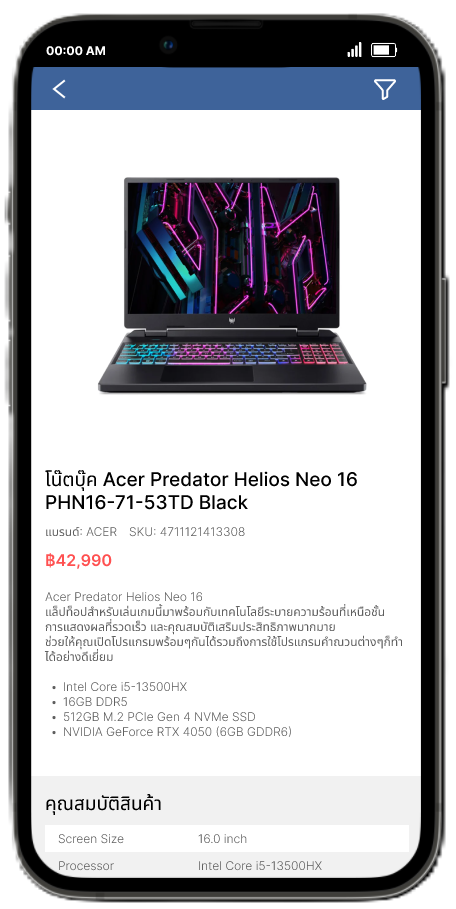 00:00 AM
โน๊ตบุ๊ค Acer Predator Helios Neo 16
PHN16-71-53TD Black
แบรนด์: ACER SKU: 4711121413308
฿42,990
Acer Predator Helios Neo 16
แล็ปท็อปสำหรับเล่นเกมนี้มาพร้อมกับเทคโนโลยีระบายความร้อนที่เหนือชั้น
การแสดงผลที่รวดเร็ว และคุณสมบัติเสริมประสิทธิภาพมากมาย
ช่วยให้คุณเปิดโปรแกรมพร้อมๆกันได้รวมถึงการใช้โปรแกรมคำณวนต่างๆก็ทำ
ได้อย่างดีเยี่ยม
• Intel Core i5-13500HX
• 16GB DDR5
• 512GB M.2 PCIe Gen 4 NVMe SSD
• NVIDIA GeForce RTX 4050 (6GB GDDR6)
คุณสมบัติสินค้า
Screen Size 16.0 inch
Processor Intel Core i5-13500HX